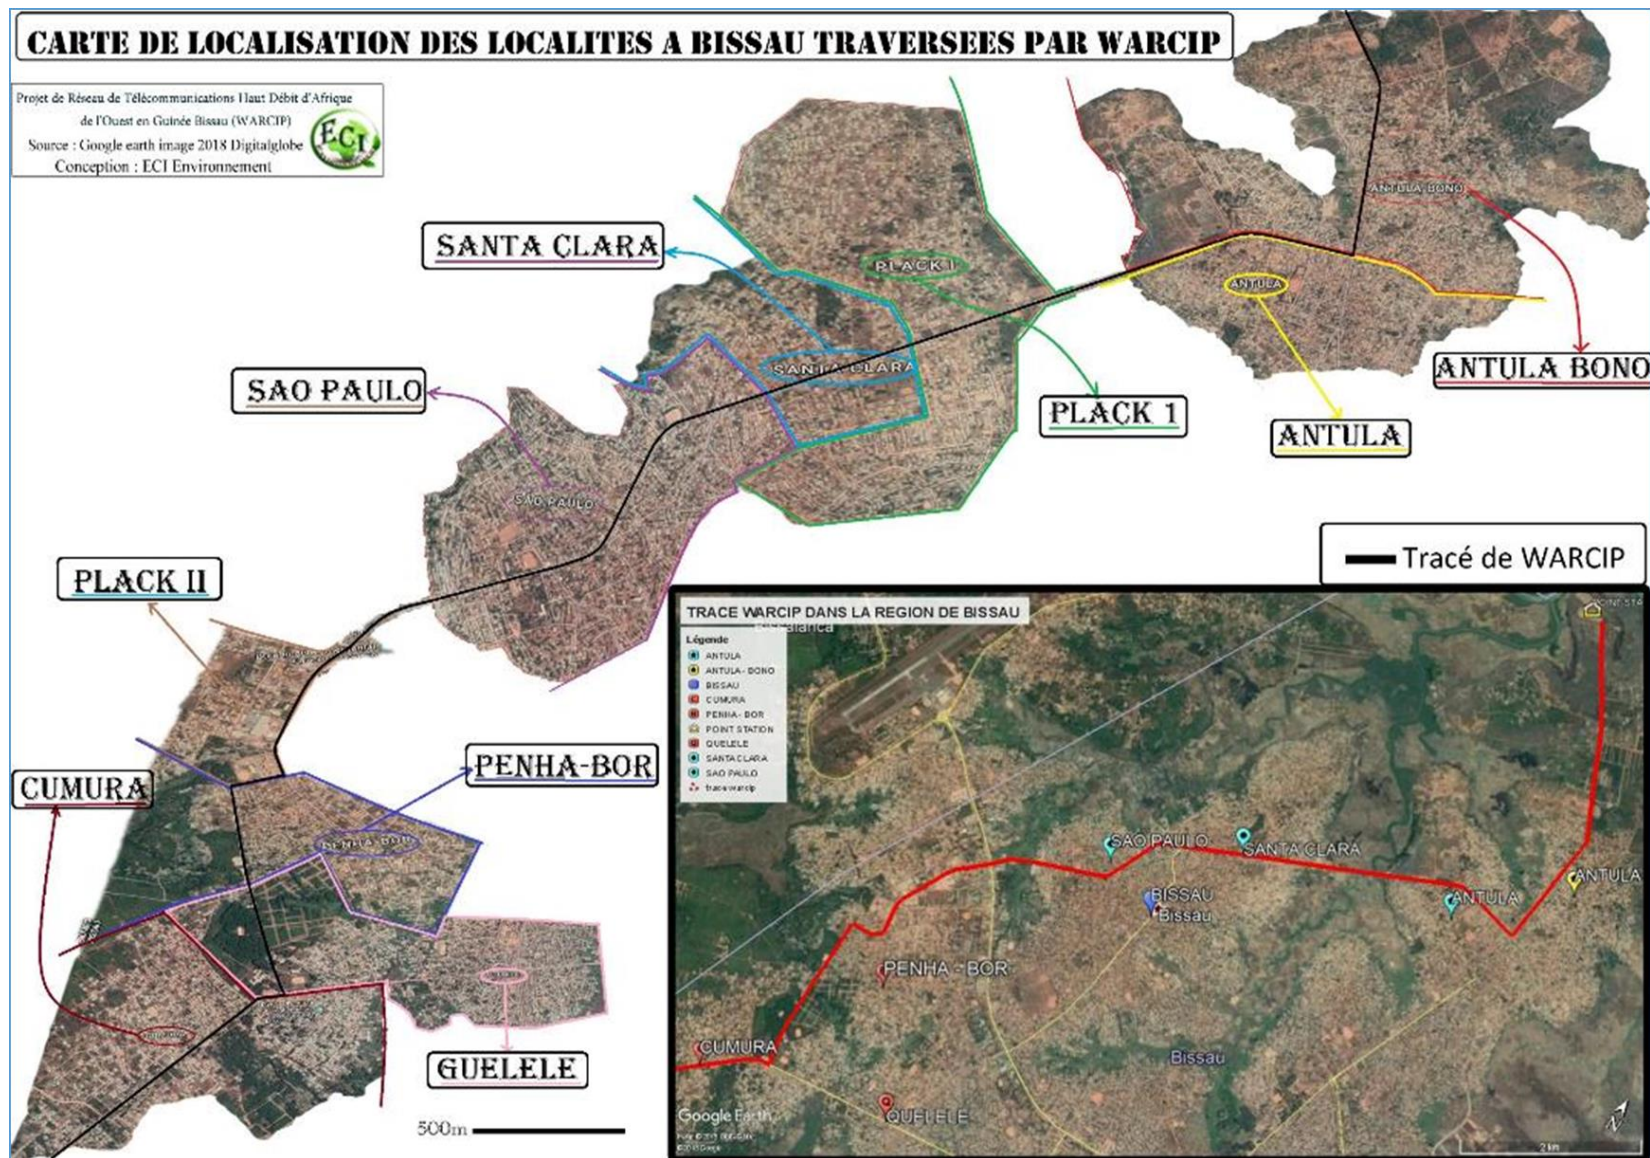 CARTE DE LOCALISATION DES LOCALITES A BISSAU TRAVERSEES PAR WARCIP
Projet de Réseau de Télécommunications Haut Débit d'Afrique
de l'Ouest en Guinée Bissau (WARCIP)
Source : Google earth image 2018 Digitalglobe
Conception : ECI Environnement
ECI
ANTULA BONO
SANTA CLARA
PLACK 1
ANTULA
SANTA CLARA
ANTULA BONO
SAO PAULO
PLACK 1
ANTULA
SAO PAULO
PLACK II
Tracé de WARCIP
PENHA-BOR
CUMURA
PENHA-BOR
GUELELE
500m
TRACE WARCIP DANS LA REGION DE BISSAU
Bissalanca
Légende
ANTULA
ANTULA- BONO
BISSAU
CUMURA
PENHA- BOR
POINT STATION
QUELELE
SANTA CLARA
SAO PAULO
trace warcip
SAO PAULO
SANTA CLARA
ANTULA
BISSAU
Bissau
ANTULA
PENHA - BOR
CUMURA
Bissau
QUELELE
Google Earth
2 km